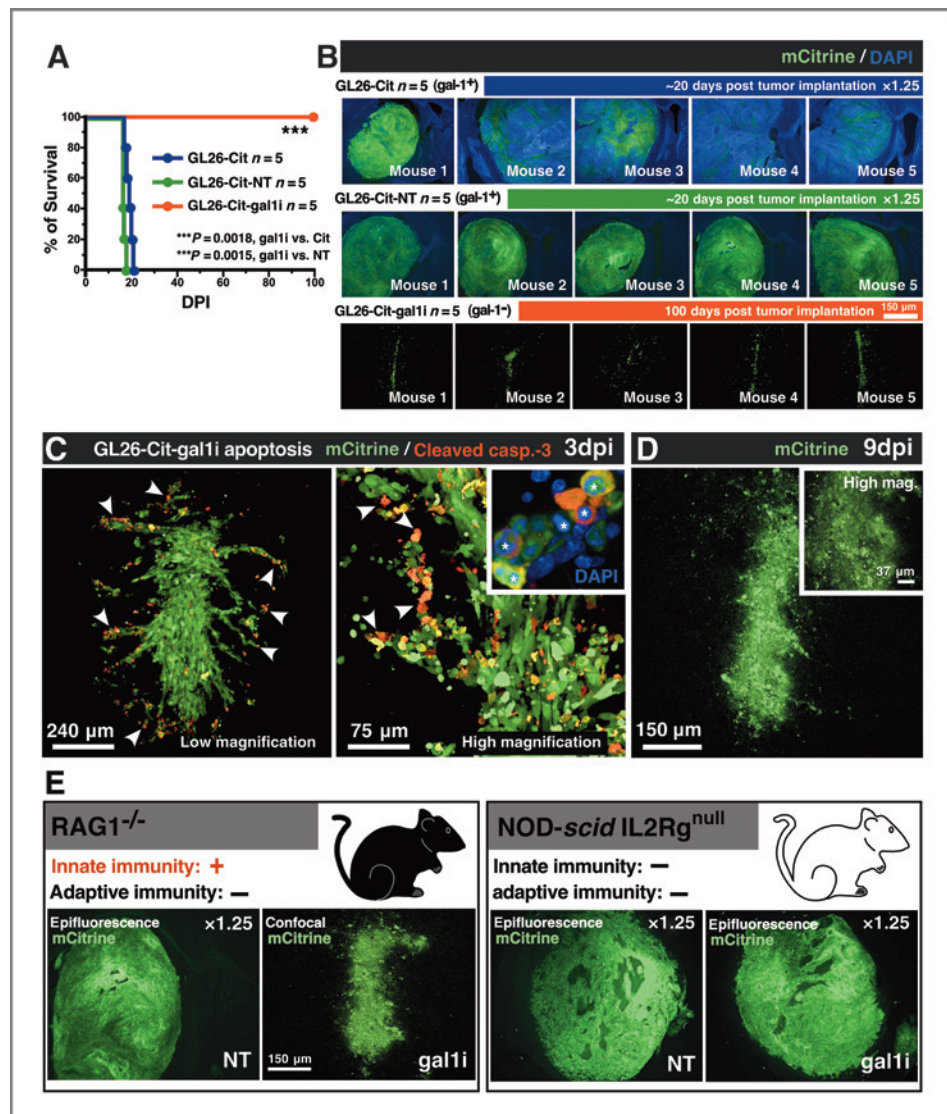 A
100
80
60
40
20
0
% of Survival
0 20 40 60 80 100
DPI
***
GL26-Cit n = 5
GL26-Cit-NT n = 5
GL26-Cit-gal1i n = 5
***P = 0.0018, gal1i vs. Cit
***P = 0.0015, gal1i vs. NT
B
mCitrine / DAPI
GL26-Cit n = 5 (gal-1+) ~20 days post tumor implantation ×1.25
Mouse 1 Mouse 2 Mouse 3 Mouse 4 Mouse 5
GL26-Cit-NT n = 5 (gal-1+) ~20 days post tumor implantation ×1.25
Mouse 1 Mouse 2 Mouse 3 Mouse 4 Mouse 5
GL26-Cit-gal1i n = 5 (gal-1-) 100 days post tumor implantation 150 µm
Mouse 1 Mouse 2 Mouse 3 Mouse 4 Mouse 5
C GL26-Cit-gal1i apoptosis mCitrine / Cleaved casp.-3 3dpi
240 µm
Low magnification
* * * * *
DAPI
75 µm
High magnification
D mCitrine 9dpi
High mag.
37 µm
150 µm
E
RAG1-/-
Innate immunity: +
Adaptive immunity: −
Epifluorescence ×1.25
mCitrine
NT
Confocal
mCitrine
150 µm
gal1i
NOD-scid IL2Rgnull
Innate immunity: −
adaptive immunity: −
Epifluorescence ×1.25
mCitrine
NT
Epifluorescence ×1.25
mCitrine
gal1i